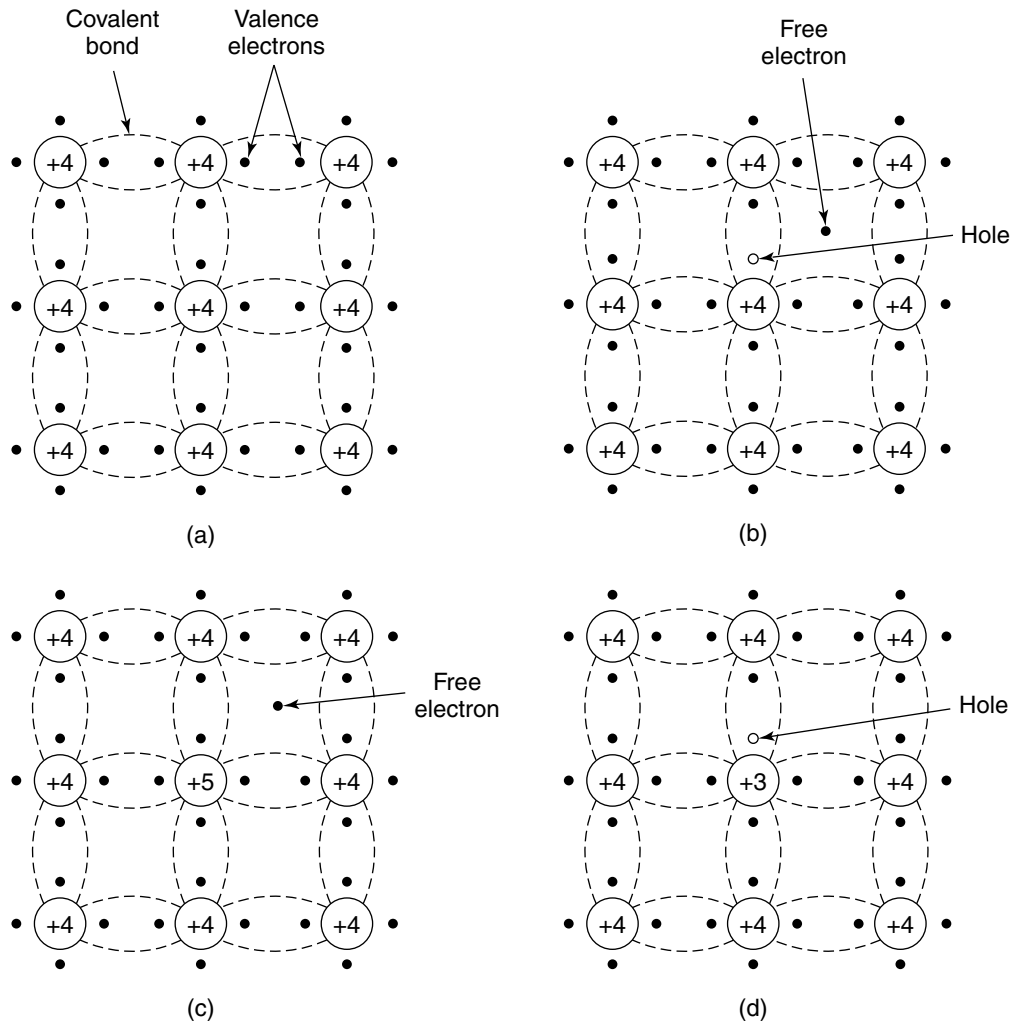 Covalent
bond
Valence
electrons
+4 +4 +4
+4 +4 +4
+4 +4 +4
(a)
Free
electron
Hole
+4 +4 +4
+4 +4 +4
+4 +4 +4
(b)
Free
electron
+4 +4 +4
+4 +5 +4
+4 +4 +4
(c)
Hole
+4 +4 +4
+4 +3 +4
+4 +4 +4
(d)